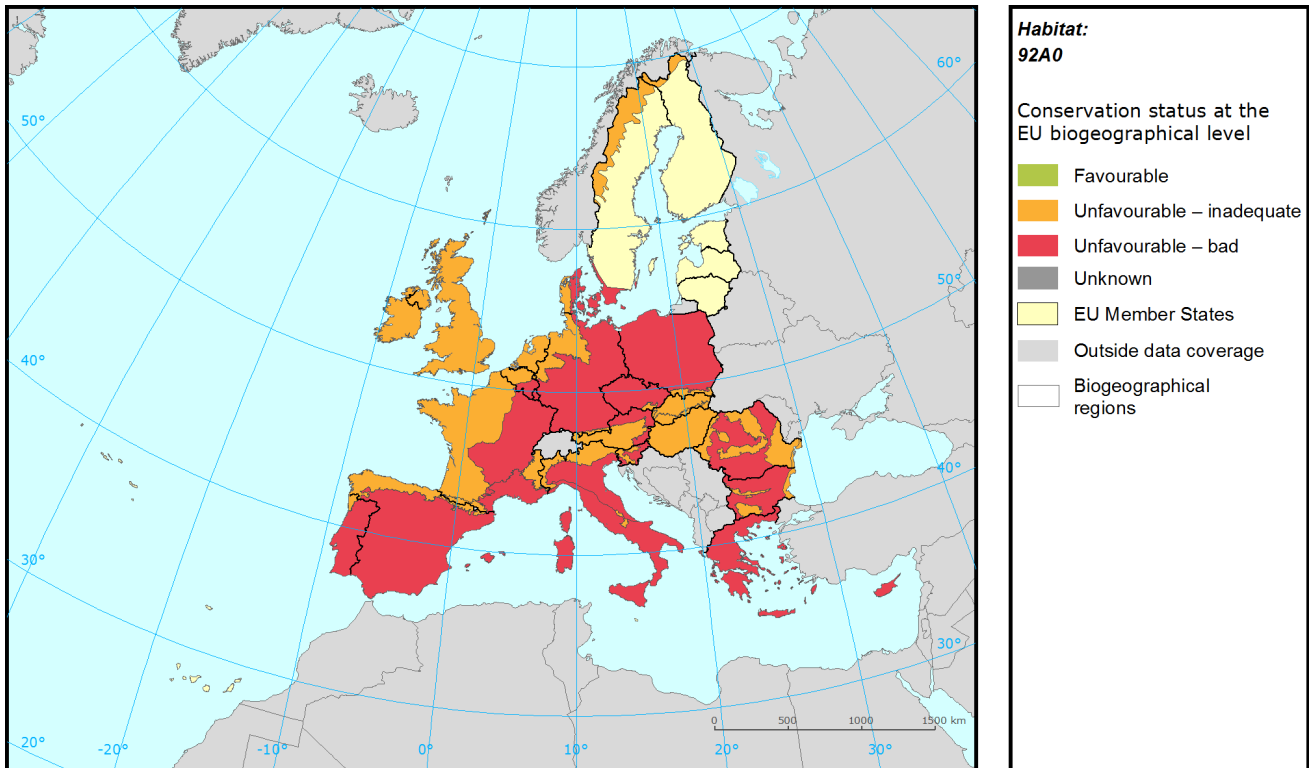 Habitat:
92A0
Conservation status at the
EU biogeographical level
Favourable
Unfavourable – inadequate
Unfavourable – bad
Unknown
EU Member States
Outside data coverage
Biogeographical
regions
60°
50°
50°
40°
40°
30°
30°
20°
-20°
-10°
0°
10°
20°
30°
0 500 1000 1500 km